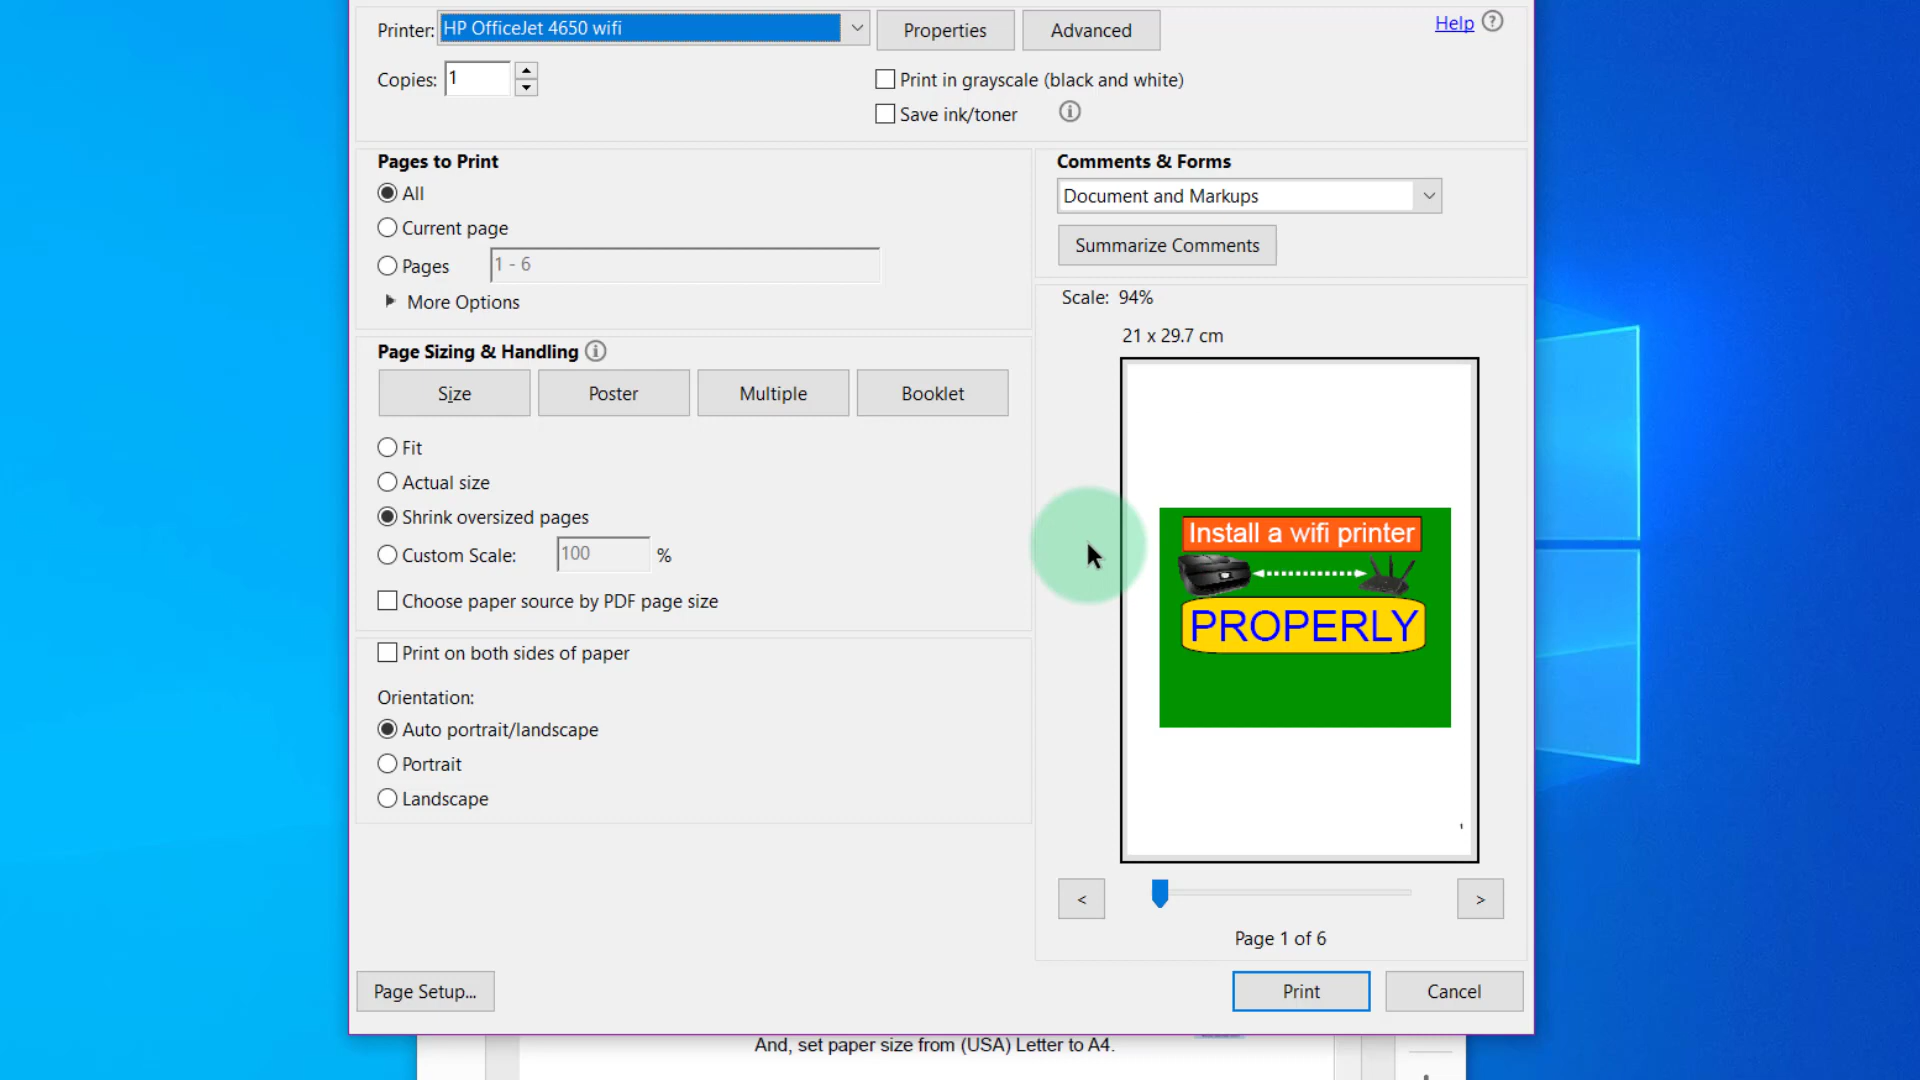 Printer: HP OfficeJet 4650 wifi Properties Advanced Help
Copies: 1 Print in grayscale (black and white)
Save ink/toner
Pages to Print
All
Current page
Pages 1 - 6
More Options
Comments & Forms
Document and Markups
Summarize Comments
Page Sizing & Handling
Size Poster Multiple Booklet
Fit
Actual size
Shrink oversized pages
Custom Scale: 100 %
Choose paper source by PDF page size
Print on both sides of paper
Orientation:
Auto portrait/landscape
Portrait
Landscape
Scale: 94%
21 x 29.7 cm
Install a wifi printer
PROPERLY
< >
Page 1 of 6
Page Setup... Print Cancel
And, set paper size from (USA) Letter to A4.